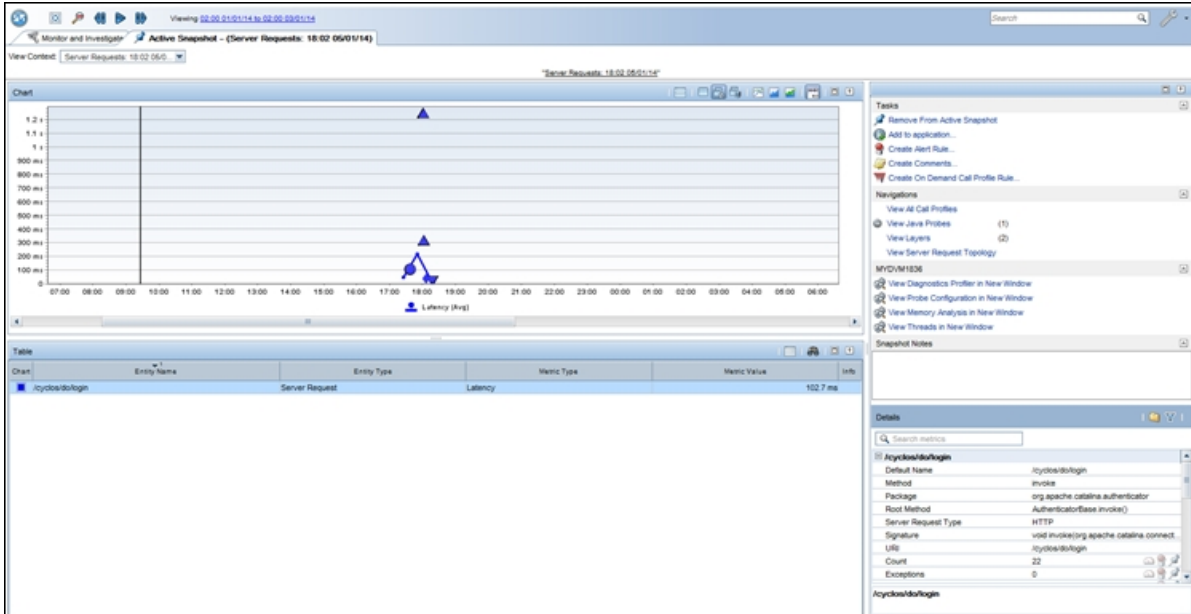 Viewing 02:00 01/01/14 to 02:00 03/01/14
Search
Monitor and Investigate
Active Snapshot - (Server Requests: 18:02 05/01/14)
View Context: Server Requests: 18:02 05/0...
"Server Requests: 18:02 05/01/14"
Chart
1.2 s
1.1 s
1 s
900 ms
800 ms
700 ms
600 ms
500 ms
400 ms
300 ms
200 ms
100 ms
0
07:00 08:00 09:00 10:00 11:00 12:00 13:00 14:00 15:00 16:00 17:00 18:00 19:00 20:00 21:00 22:00 23:00 00:00 01:00 02:00 03:00 04:00 05:00 06:00
Latency (Avg)
Table
Chart Entity Name Entity Type Metric Type Metric Value Info
/cyclos/do/login Server Request Latency 102.7 ms
Tasks
Remove From Active Snapshot
Add to application...
Create Alert Rule...
Create Comments...
Create On Demand Call Profile Rule...
Navigations
View All Call Profiles
View Java Probes (1)
View Layers (2)
View Server Request Topology
MYDVM1836
View Diagnostics Profiler in New Window
View Probe Configuration in New Window
View Memory Analysis in New Window
View Threads in New Window
Snapshot Notes
Details
Search metrics
/cyclos/do/login
Default Name /cyclos/do/login
Method invoke
Package org.apache.catalina.authenticator
Root Method AuthenticatorBase.invoke()
Server Request Type HTTP
Signature void invoke(org.apache.catalina.connect
URI /cyclos/do/login
Count 22
Exceptions 0
/cyclos/do/login